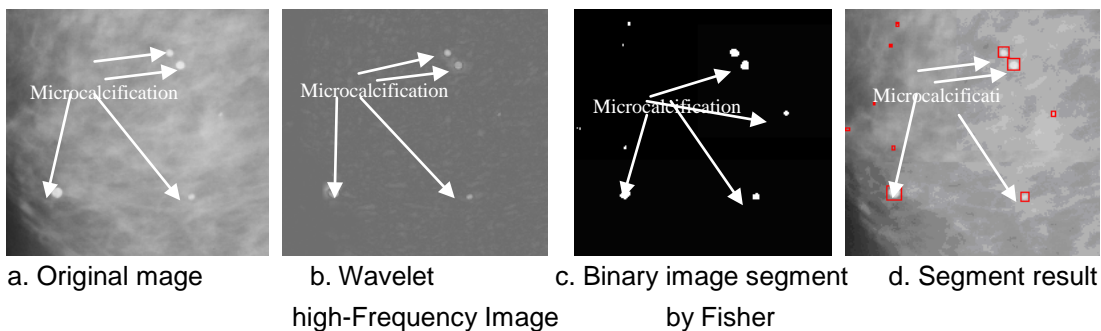 Microcalcification
Microcalcification
Microcalcification
Microcalcificati
a. Original mage
b. Wavelet
high-Frequency Image
c. Binary image segment
by Fisher
d. Segment result